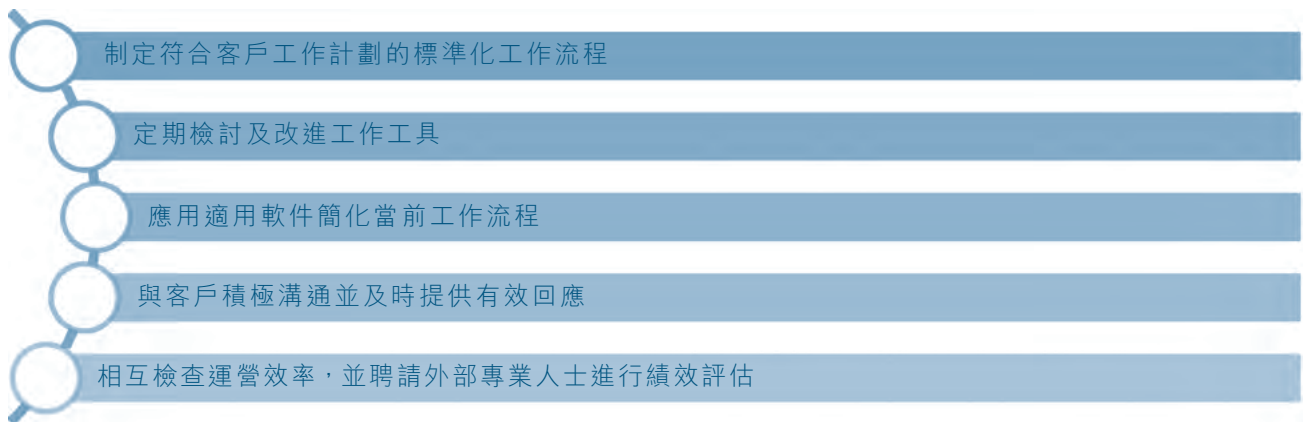 制定符合客戶工作計劃的標準化工作流程
定期檢討及改進工作工具
應用適用軟件簡化當前工作流程
與客戶積極溝通並及時提供有效回應
相互檢查運營效率，並聘請外部專業人士進行績效評估